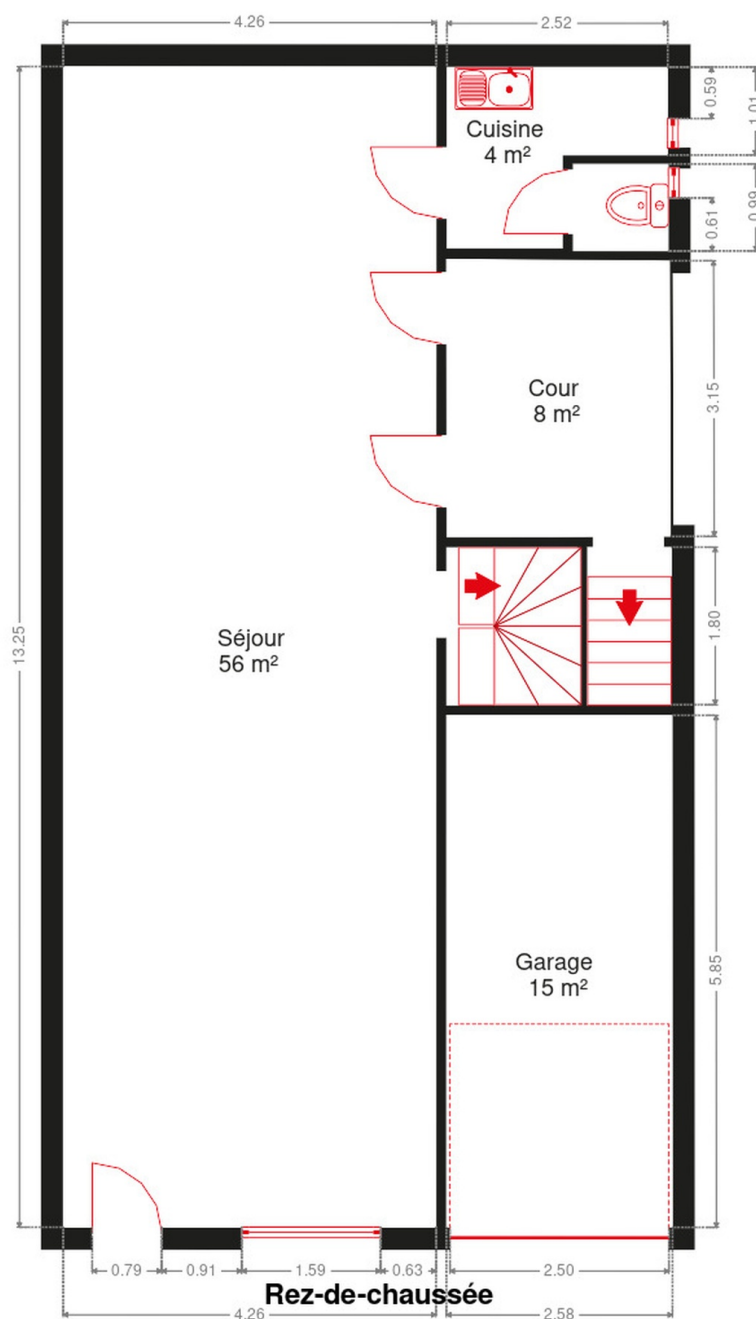 4.26
2.52
0.59
1.01
Cuisine
4 m²
0.99
0.61
Cour
8 m²
3.15
13.25
Séjour
56 m²
1.80
Garage
15 m²
5.85
0.79
0.91
1.59
0.63
2.50
Rez-de-chaussée
4.26
2.58